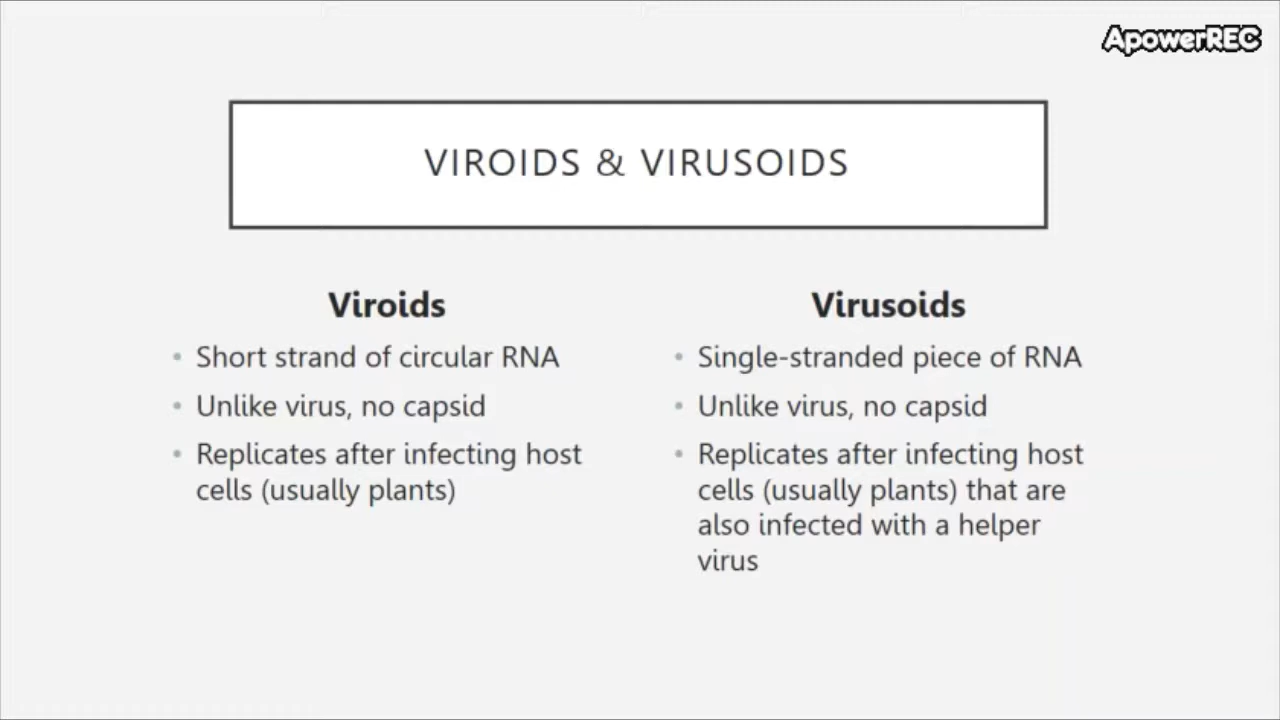 ApowerREC
VIROIDS & VIRUSOIDS
Viroids
• Short strand of circular RNA
• Unlike virus, no capsid
• Replicates after infecting host
cells (usually plants)
Virusoids
• Single-stranded piece of RNA
• Unlike virus, no capsid
• Replicates after infecting host
cells (usually plants) that are
also infected with a helper
virus